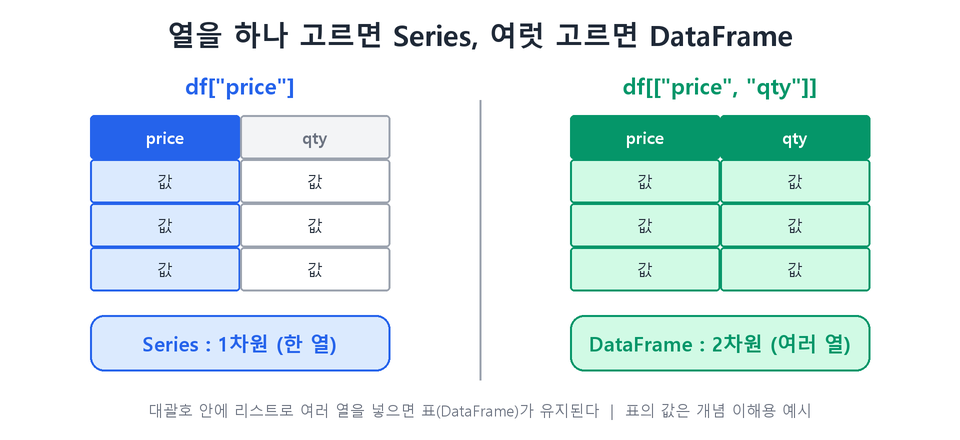 열을 하나 고르면 Series, 여럿 고르면 DataFrame
df["price"]
price qty
값 값
값 값
값 값
Series : 1차원 (한 열)
df[["price", "qty"]]
price qty
값 값
값 값
값 값
DataFrame : 2차원 (여러 열)
대괄호 안에 리스트로 여러 열을 넣으면 표(DataFrame)가 유지된다 | 표의 값은 개념 이해용 예시